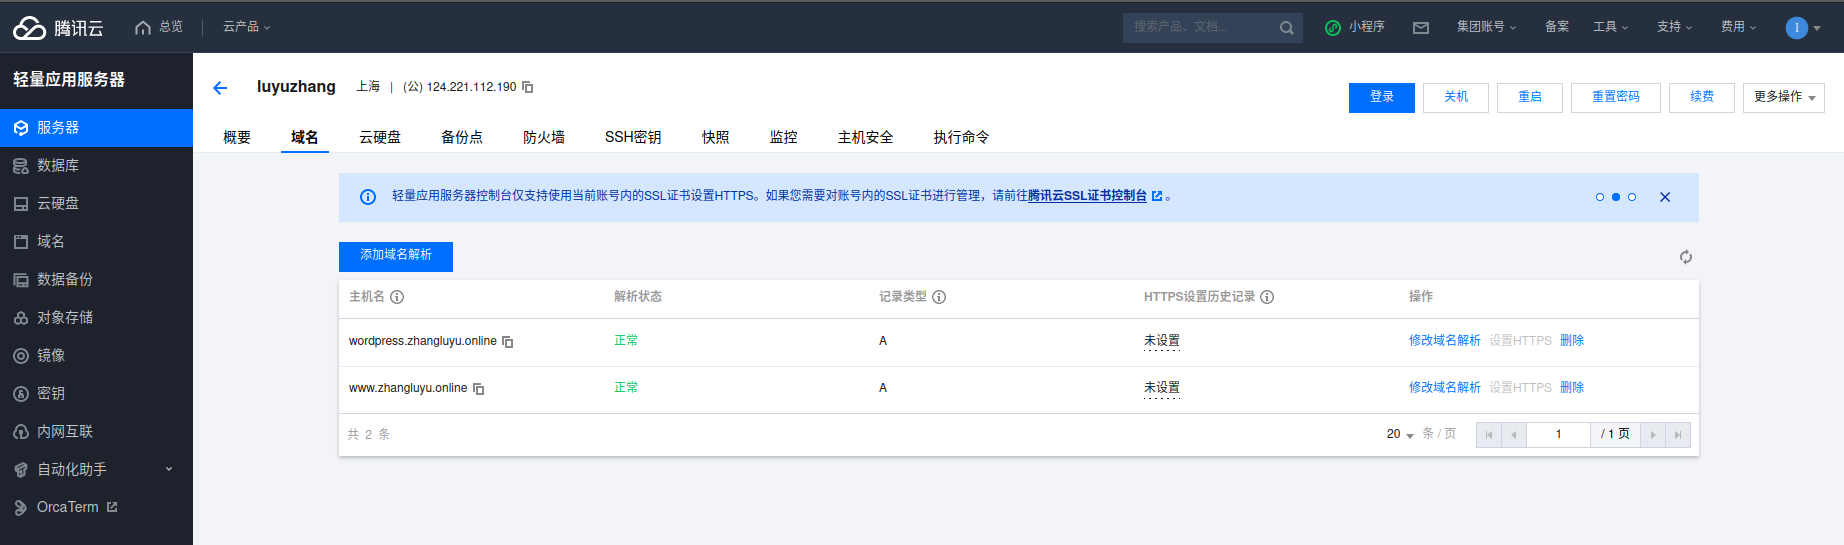 腾讯云 总览 云产品 搜索产品、文档... 小程序 集团账号 备案 工具 支持 费用 1
轻量应用服务器
服务器
数据库
云硬盘
域名
数据备份
对象存储
镜像
密钥
内网互联
自动化助手
OrcaTerm
luyuzhang 上海 | (公) 124.221.112.190
登录 关机 重启 重置密码 续费 更多操作
概要 域名 云硬盘 备份点 防火墙 SSH密钥 快照 监控 主机安全 执行命令
轻量应用服务器控制台仅支持使用当前账号内的SSL证书设置HTTPS。如果您需要对账号内的SSL证书进行管理，请前往腾讯云SSL证书控制台 。
添加域名解析
主机名 解析状态 记录类型 HTTPS设置历史记录 操作
wordpress.zhangluyu.online 正常 A 未设置 修改域名解析 设置HTTPS 删除
www.zhangluyu.online 正常 A 未设置 修改域名解析 设置HTTPS 删除
共 2 条 20 条 / 页 1 / 1 页